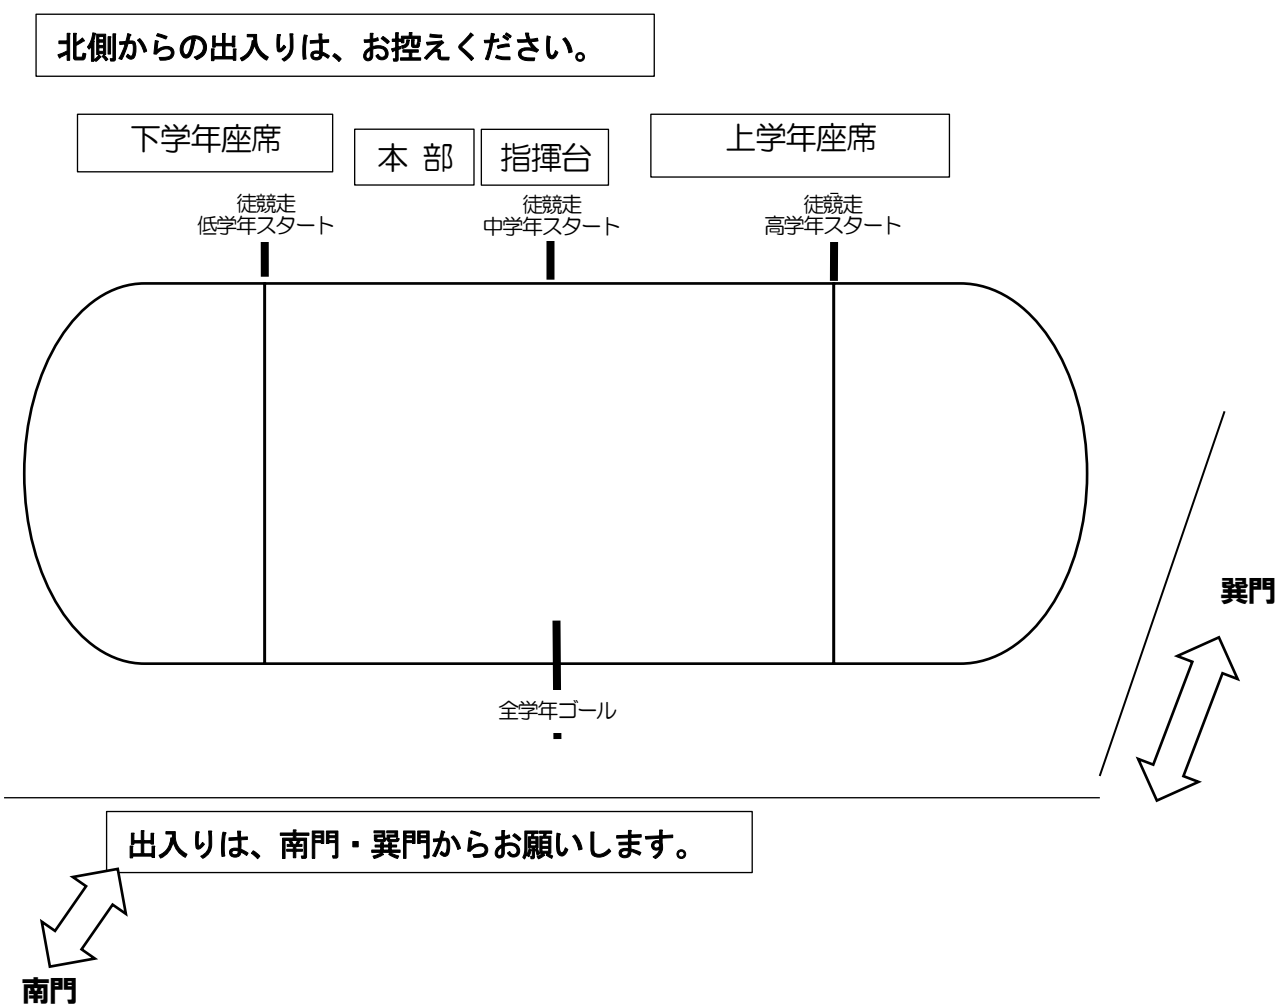 北側からの出入りは、お控えください。
下学年座席
本 部
指揮台
上学年座席
徒競走
低学年スタート
徒競走
中学年スタート
徒競走
高学年スタート
巽門
全学年ゴール
出入りは、南門・巽門からお願いします。
南門